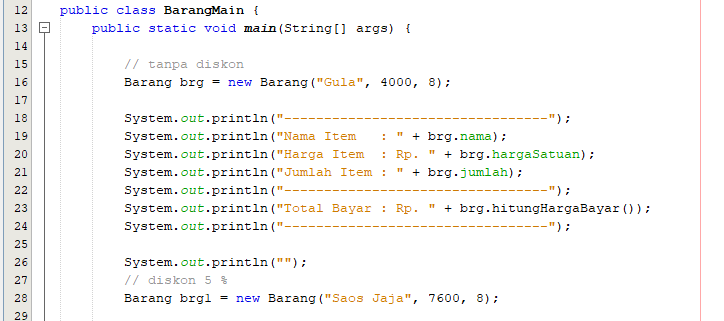 12 public class BarangMain {
13 public static void main(String[] args) {
14
15 // tanpa diskon
16 Barang brg = new Barang("Gula", 4000, 8);
17
18 System.out.println("---------------------------------");
19 System.out.println("Nama Item   : " + brg.nama);
20 System.out.println("Harga Item  : Rp. " + brg.hargaSatuan);
21 System.out.println("Jumlah Item : " + brg.jumlah);
22 System.out.println("---------------------------------");
23 System.out.println("Total Bayar : Rp. " + brg.hitungHargaBayar());
24 System.out.println("---------------------------------");
25
26 System.out.println("");
27 // diskon 5 %
28 Barang brg1 = new Barang("Saos Jaja", 7600, 8);
29